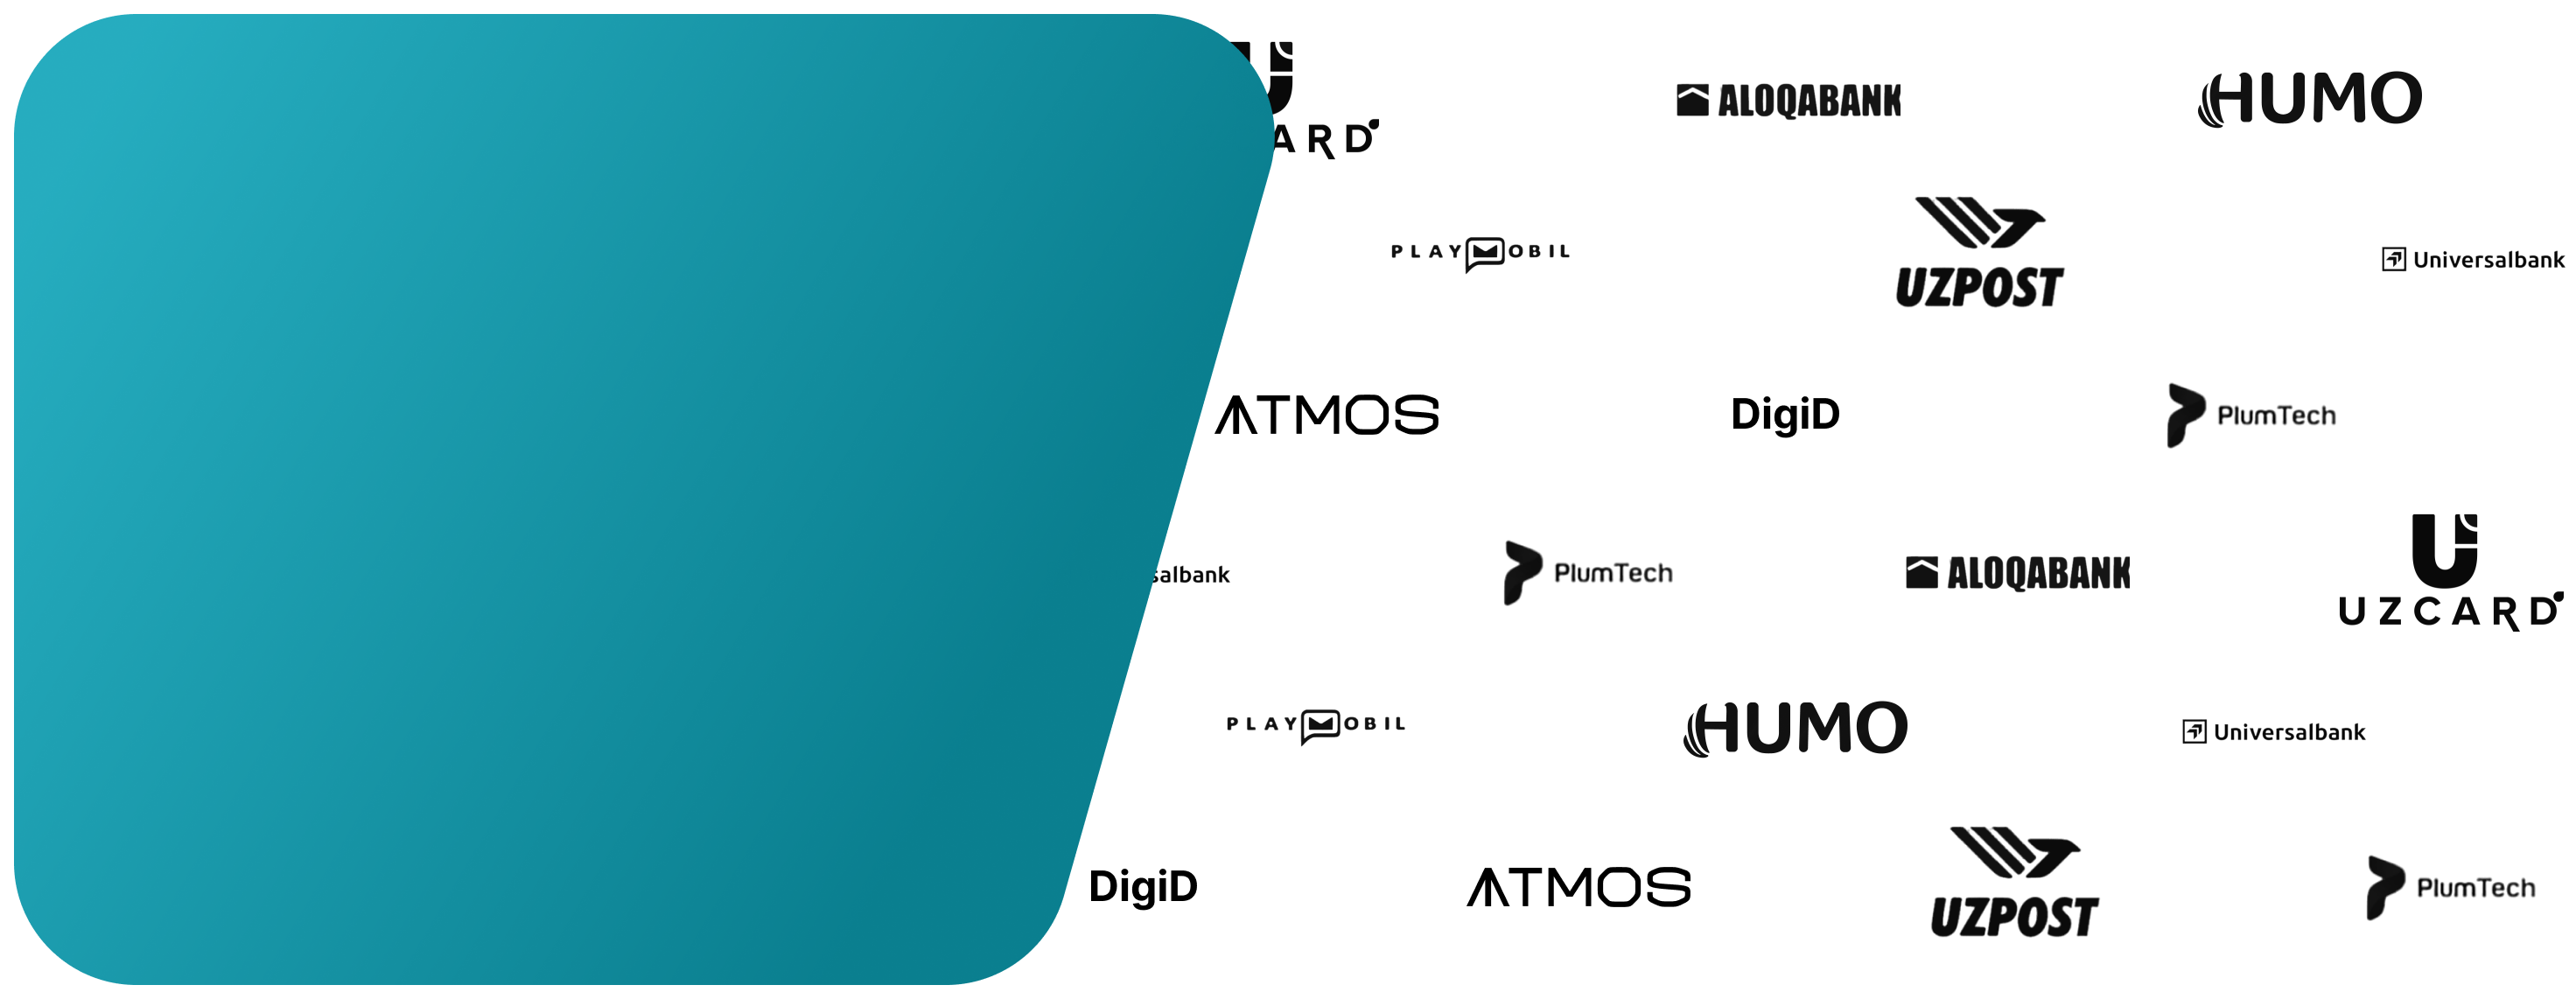 ARD
ALOQABANK
HUMO
PLAYMOBIL
UZPOST
Universalbank
ATMOS
DigiD
PlumTech
salbank
PlumTech
ALOQABANK
UZCARD
PLAYMOBIL
HUMO
Universalbank
DigiD
ATMOS
UZPOST
PlumTech